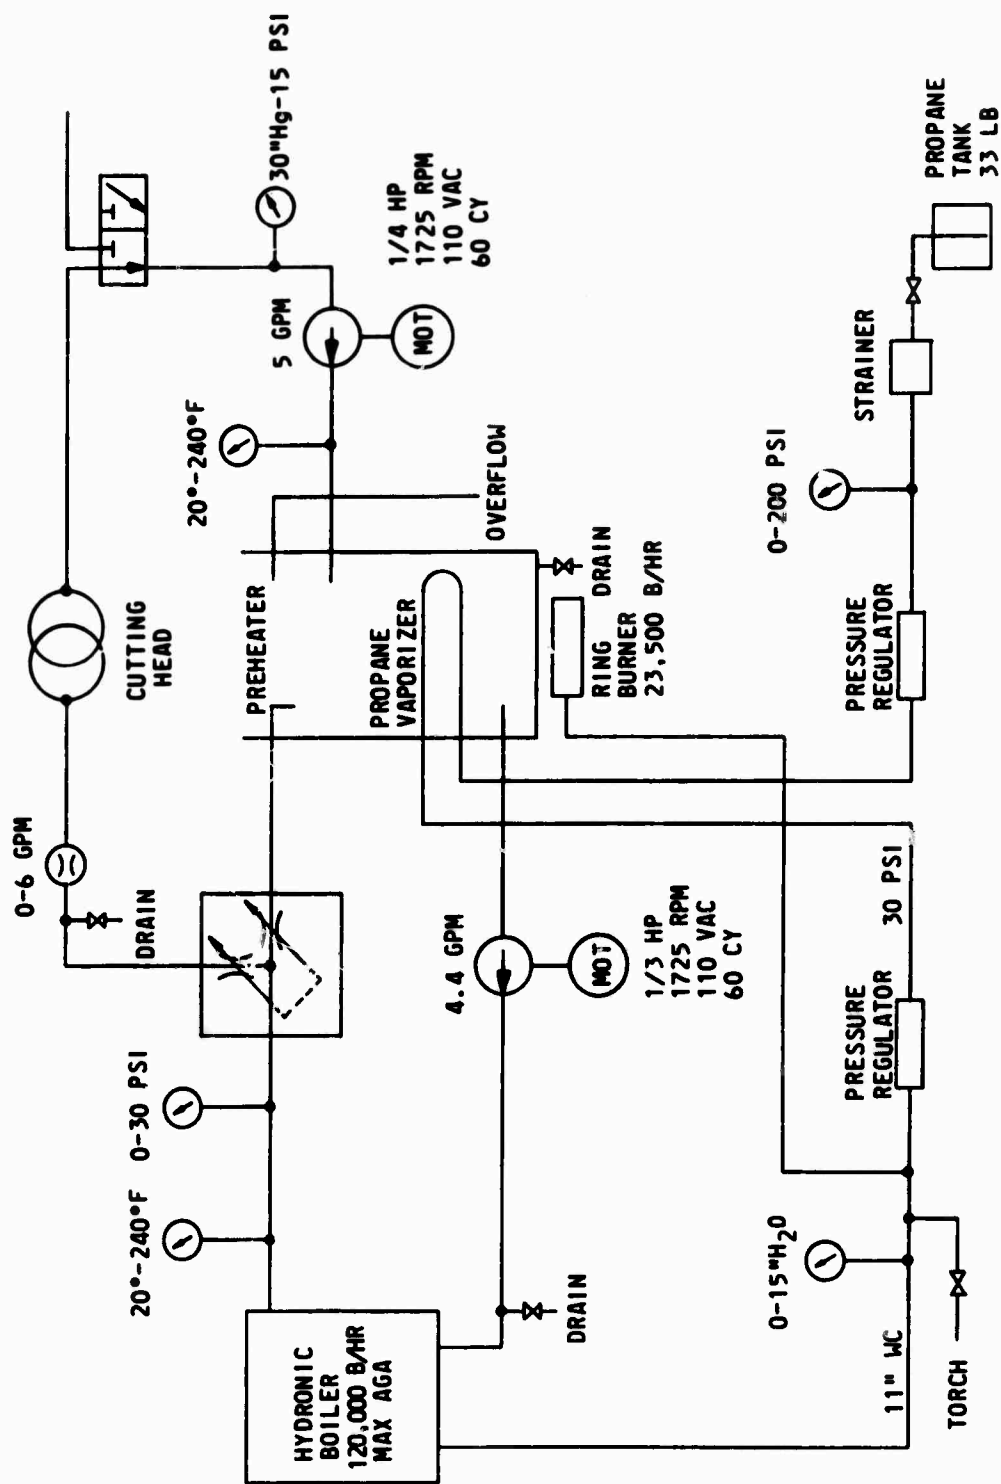 30"Hg-15 PSI
1/4 HP
1725 RPM
110 VAC
60 CY
5 GPM
MOT
20°-240°F
OVERFLOW
PROPANE
TANK
33 LB
STRAINER
0-200 PSI
PRESSURE
REGULATOR
CUTTING
HEAD
PREHEATER
PROPANE
VAPORIZER
DRAIN
RING
BURNER
23,500 B/HR
0-6 GPM
DRAIN
4.4 GPM
MOT
1/3 HP
1725 RPM
110 VAC
60 CY
30 PSI
PRESSURE
REGULATOR
0-30 PSI
20°-240°F
HYDRONIC
BOILER
120,000 B/HR
MAX AGA
DRAIN
0-15"H₂O
11" WC
TORCH